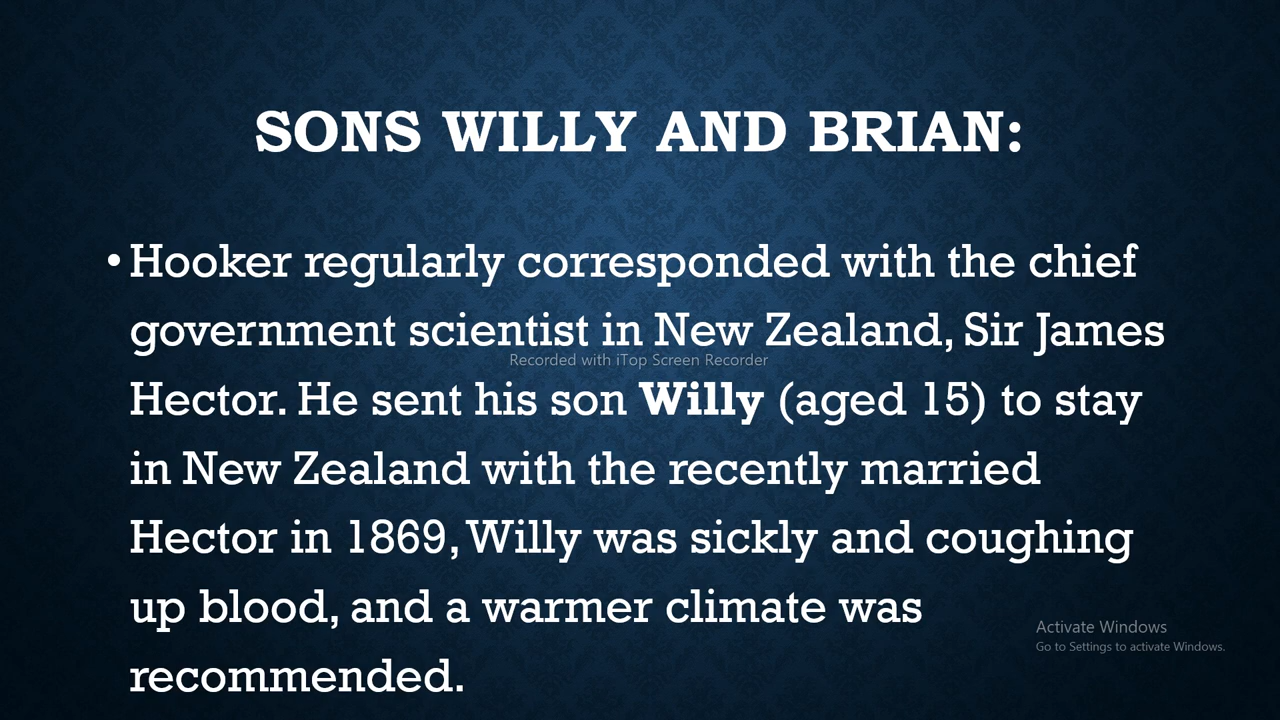 SONS WILLY AND BRIAN:
• Hooker regularly corresponded with the chief
government scientist in New Zealand, Sir James
Recorded with iTop Screen Recorder
Hector. He sent his son Willy (aged 15) to stay
in New Zealand with the recently married
Hector in 1869, Willy was sickly and coughing
up blood, and a warmer climate was
recommended.
Activate Windows
Go to Settings to activate Windows.